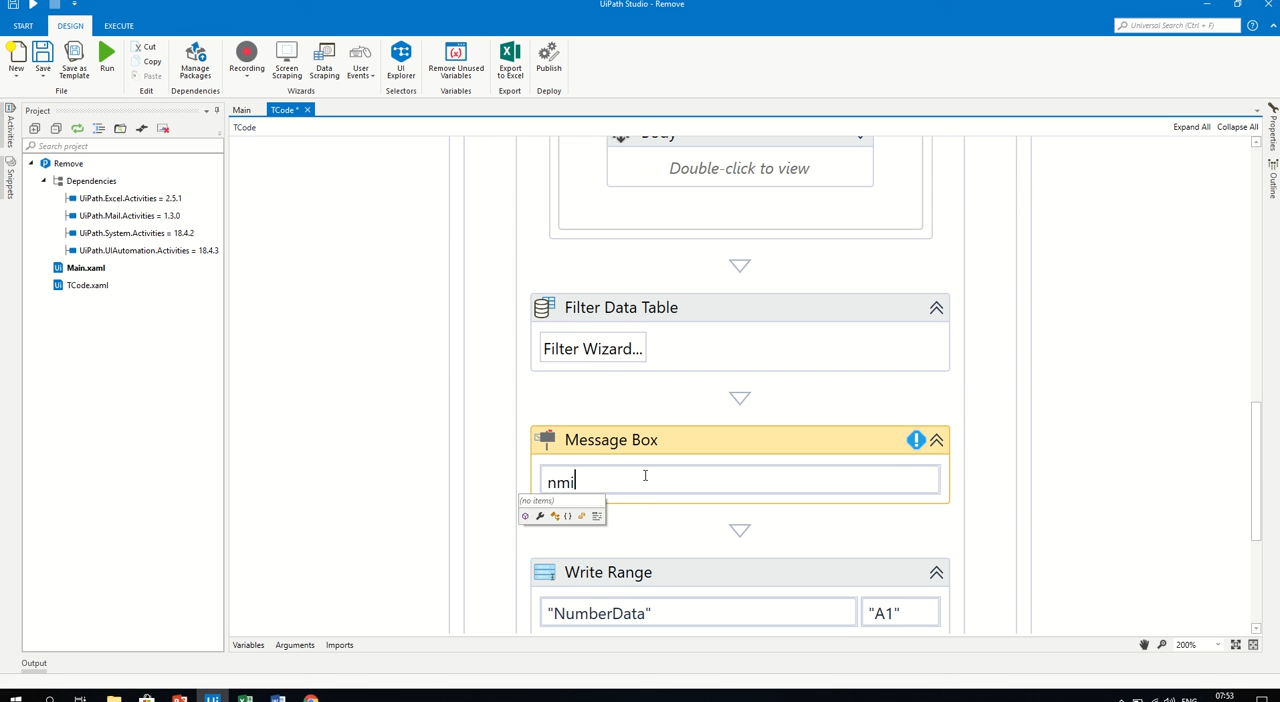 UiPath Studio - Remove
START
DESIGN
EXECUTE
Universal Search (Ctrl + F)
New
Save
Save as Template
Run
Cut
Copy
Paste
Manage Packages
Recording
Screen Scraping
Data Scraping
User Events
UI Explorer
Remove Unused Variables
Export to Excel
Publish
File
Edit
Dependencies
Wizards
Selectors
Variables
Export
Deploy
Activities
Snippets
Project
Search project
Remove
Dependencies
UiPath.Excel.Activities = 2.5.1
UiPath.Mail.Activities = 1.3.0
UiPath.System.Activities = 18.4.2
UiPath.UIAutomation.Activities = 18.4.3
Main.xaml
TCode.xaml
Main
TCode *
TCode
Expand All
Collapse All
Properties
Outline
Double-click to view
Filter Data Table
Filter Wizard...
Message Box
nmi
(no items)
Write Range
"NumberData"
"A1"
Variables
Arguments
Imports
200%
Output
ENG
07:53